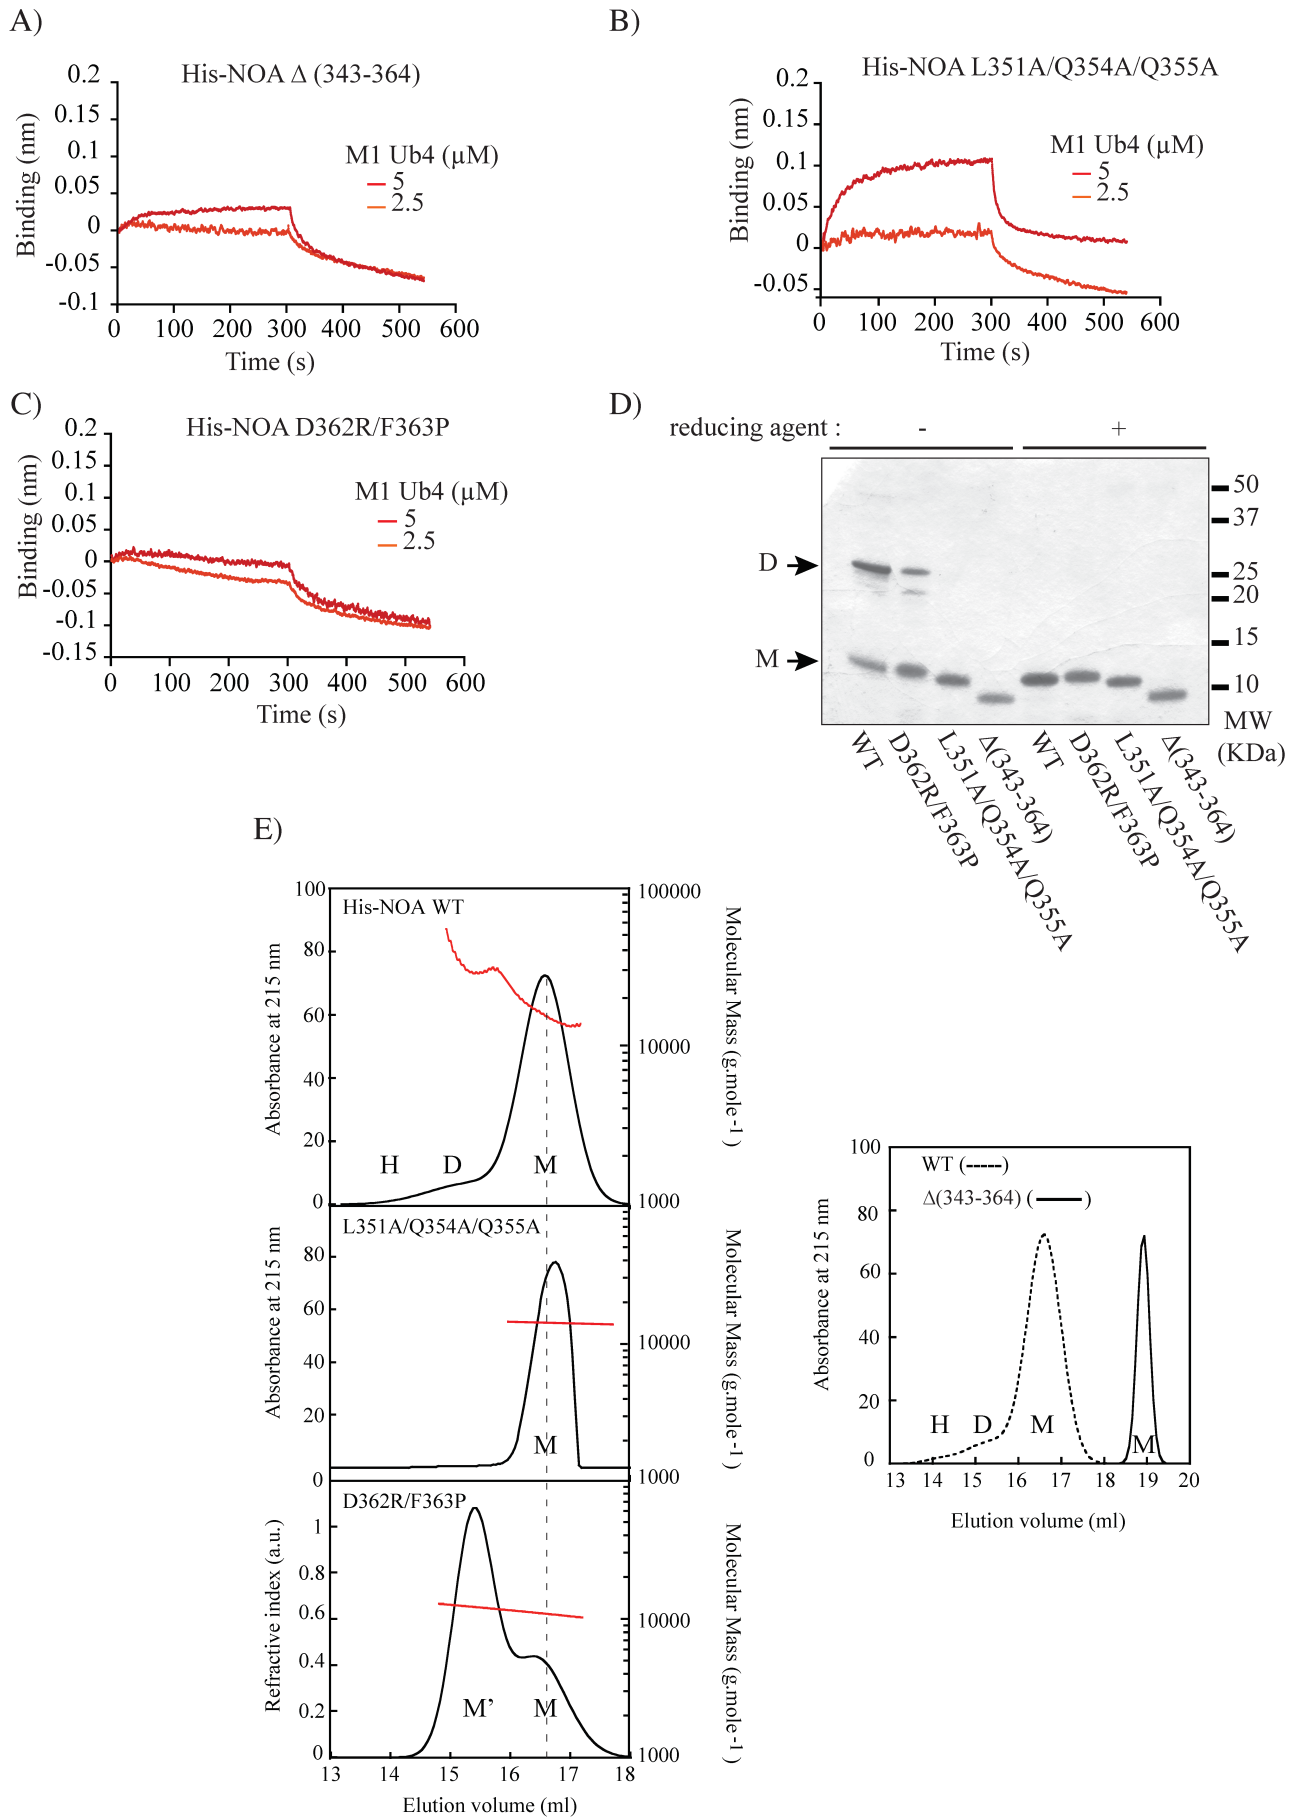 A)
His-NOA Δ (343-364)
0.2
0.15
0.1
0.05
0
-0.05
-0.1
Binding (nm)
M1 Ub4 (µM)
5
2.5
0 100 200 300 400 500 600
Time (s)
B)
His-NOA L351A/Q354A/Q355A
0.2
0.15
0.1
0.05
0
-0.05
Binding (nm)
M1 Ub4 (µM)
5
2.5
0 100 200 300 400 500 600
Time (s)
C)
His-NOA D362R/F363P
0.2
0.15
0.1
0.05
0
-0.05
-0.1
-0.15
Binding (nm)
M1 Ub4 (µM)
5
2.5
0 100 200 300 400 500 600
Time (s)
D)
reducing agent : - +
D
M
50
37
25
20
15
10
MW
(KDa)
WT
D362R/F363P
L351A/Q354A/Q355A
Δ(343-364)
WT
D362R/F363P
L351A/Q354A/Q355A
Δ(343-364)
E)
His-NOA WT
100
80
60
40
20
0
Absorbance at 215 nm
H D M
100000
10000
1000
Molecular Mass (g.mole-1)
L351A/Q354A/Q355A
80
60
40
20
0
Absorbance at 215 nm
M
10000
1000
Molecular Mass (g.mole-1)
D362R/F363P
1
0.8
0.6
0.4
0.2
0
Refractive index (a.u.)
M’ M
10000
1000
Molecular Mass (g.mole-1)
13 15 16 17 18
Elution volume (ml)
WT (-----)
Δ(343-364) ( )
100
80
60
40
20
0
Absorbance at 215 nm
H D M M
13 14 15 16 17 18 19 20
Elution volume (ml)